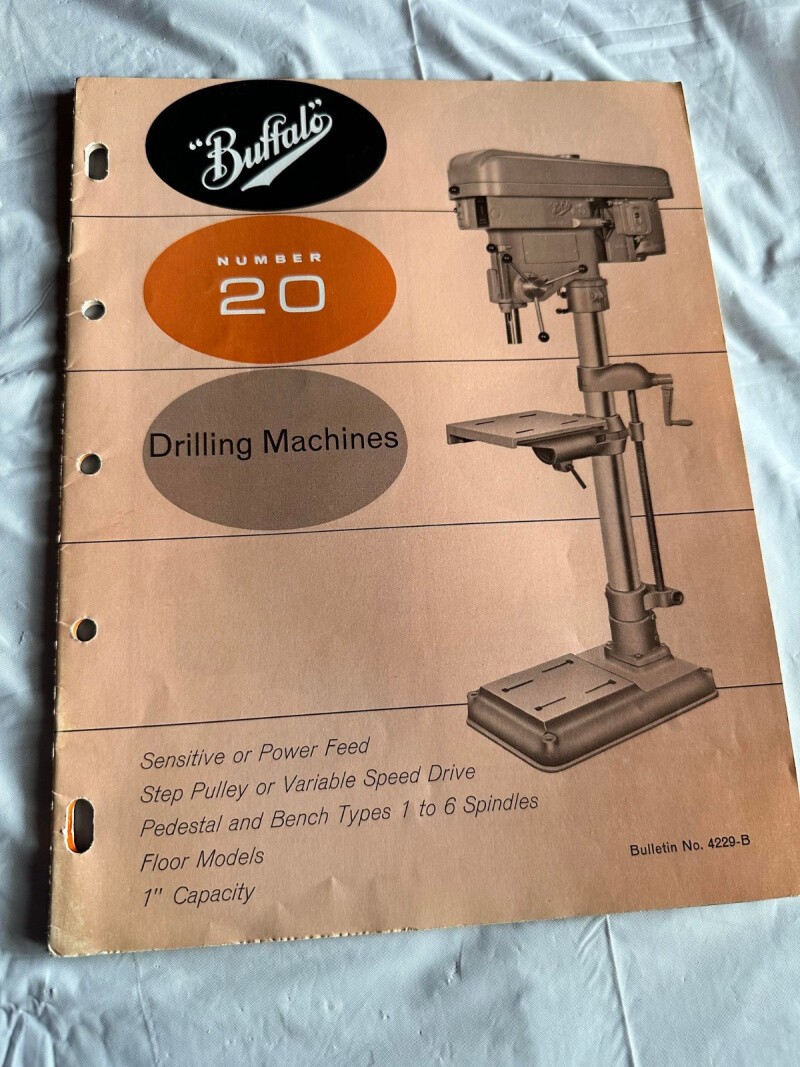 "Buffalo"
NUMBER
20
Drilling Machines
Sensitive or Power Feed
Step Pulley or Variable Speed Drive
Pedestal and Bench Types 1 to 6 Spindles
Floor Models
1" Capacity
Bulletin No. 4229-B